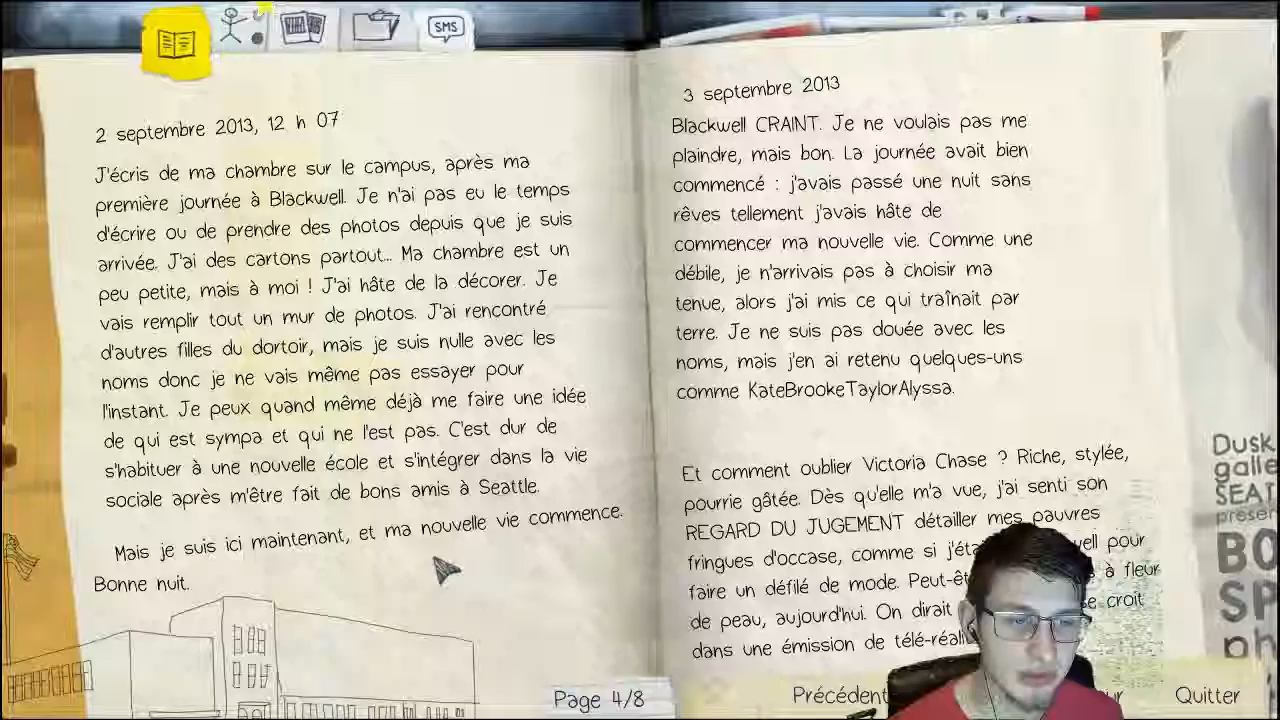 SMS
2 septembre 2013, 12 h 07
J'écris de ma chambre sur le campus, après ma
première journée à Blackwell. Je n'ai pas eu le temps
d'écrire ou de prendre des photos depuis que je suis
arrivée. J'ai des cartons partout... Ma chambre est un
peu petite, mais à moi ! J'ai hâte de la décorer. Je
vais remplir tout un mur de photos. J'ai rencontré
d'autres filles du dortoir, mais je suis nulle avec les
noms donc je ne vais même pas essayer pour
l'instant. Je peux quand même déjà me faire une idée
de qui est sympa et qui ne l'est pas. C'est dur de
s'habituer à une nouvelle école et s'intégrer dans la vie
sociale après m'être fait de bons amis à Seattle.
Mais je suis ici maintenant, et ma nouvelle vie commence.
Bonne nuit.
3 septembre 2013
Blackwell CRAINT. Je ne voulais pas me
plaindre, mais bon. La journée avait bien
commencé : j'avais passé une nuit sans
rêves tellement j'avais hâte de
commencer ma nouvelle vie. Comme une
débile, je n'arrivais pas à choisir ma
tenue, alors j'ai mis ce qui traînait par
terre. Je ne suis pas douée avec les
noms, mais j'en ai retenu quelques-uns
comme KateBrookeTaylorAlyssa.
Et comment oublier Victoria Chase ? Riche, stylée,
pourrie gâtée. Dès qu'elle m'a vue, j'ai senti son
REGARD DU JUGEMENT détailler mes pauvres
fringues d'occase, comme si pour
faire un défilé de mode. à fleur
de peau, aujourd'hui. On dirait croit
dans une émission de
Page 4/8
Précédent
Quitter